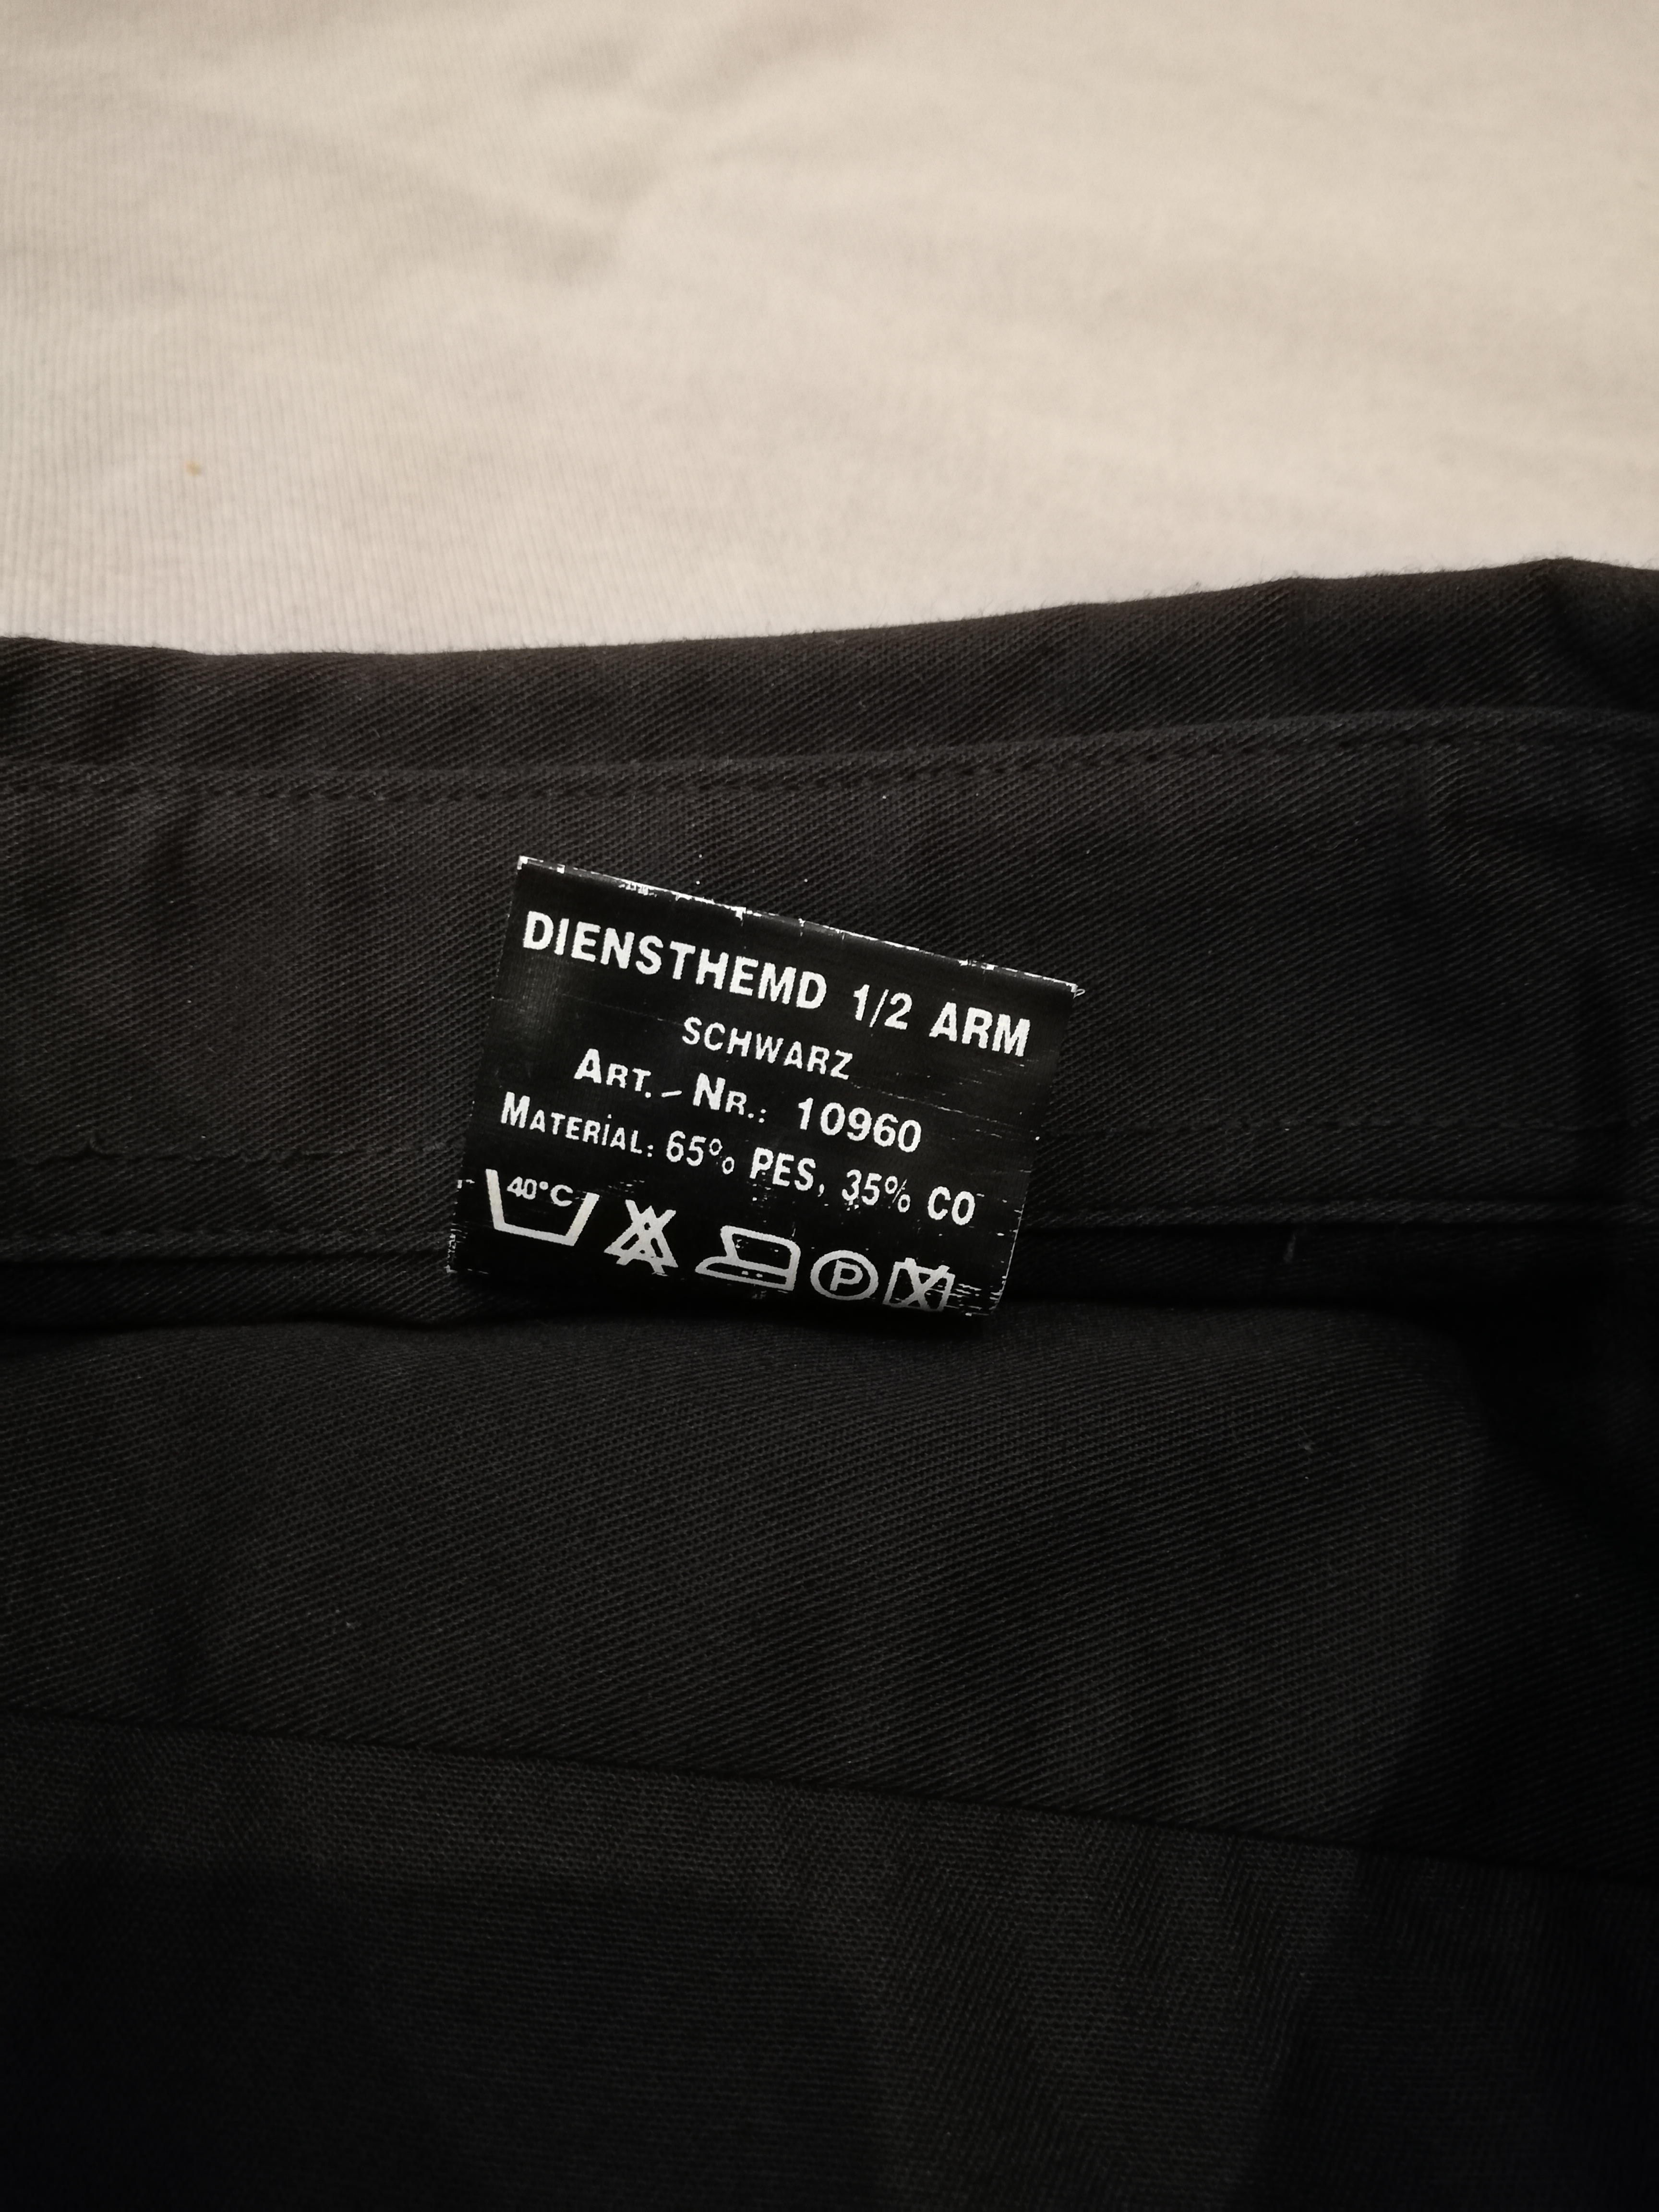 DIENSTHEMD 1/2 ARM
SCHWARZ
ART.-NR.: 10960
MATERiAL: 65% PES, 35% CO
40°C P